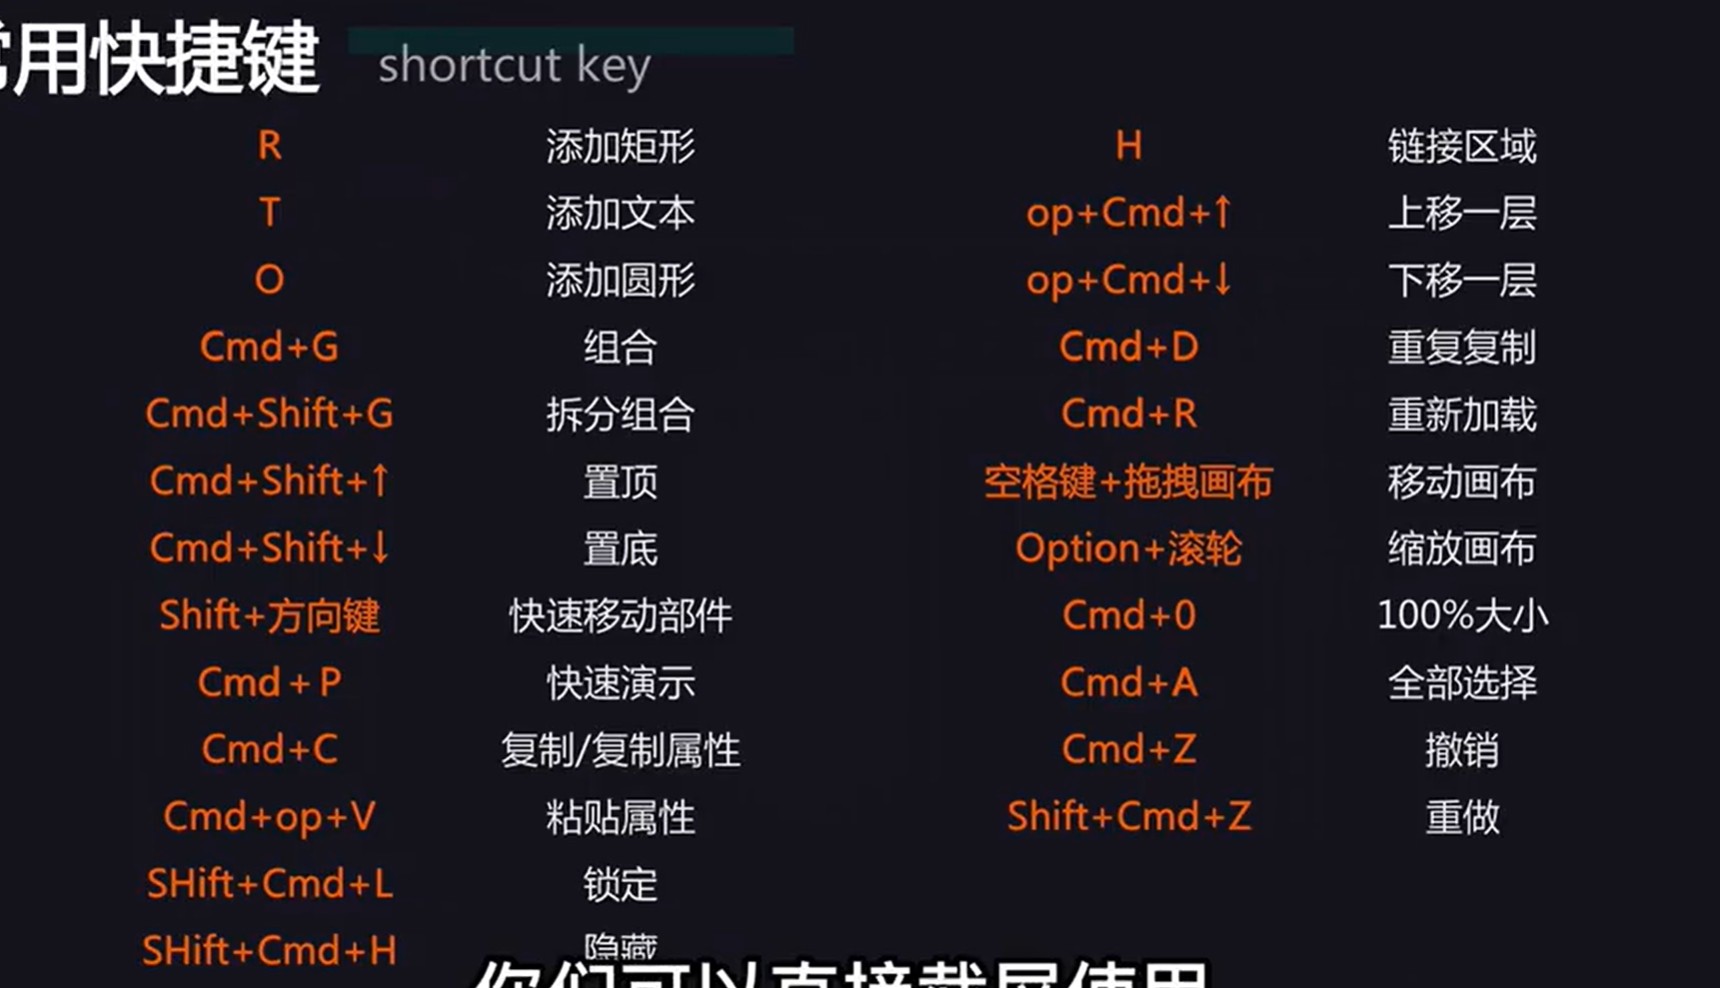 常用快捷键 shortcut key
R 添加矩形 H 链接区域
T 添加文本 op+Cmd+↑ 上移一层
O 添加圆形 op+Cmd+↓ 下移一层
Cmd+G 组合 Cmd+D 重复复制
Cmd+Shift+G 拆分组合 Cmd+R 重新加载
Cmd+Shift+↑ 置顶 空格键+拖拽画布 移动画布
Cmd+Shift+↓ 置底 Option+滚轮 缩放画布
Shift+方向键 快速移动部件 Cmd+0 100%大小
Cmd+P 快速演示 Cmd+A 全部选择
Cmd+C 复制/复制属性 Cmd+Z 撤销
Cmd+op+V 粘贴属性 Shift+Cmd+Z 重做
SHift+Cmd+L 锁定
SHift+Cmd+H 隐藏
你们可以直接截屏使用